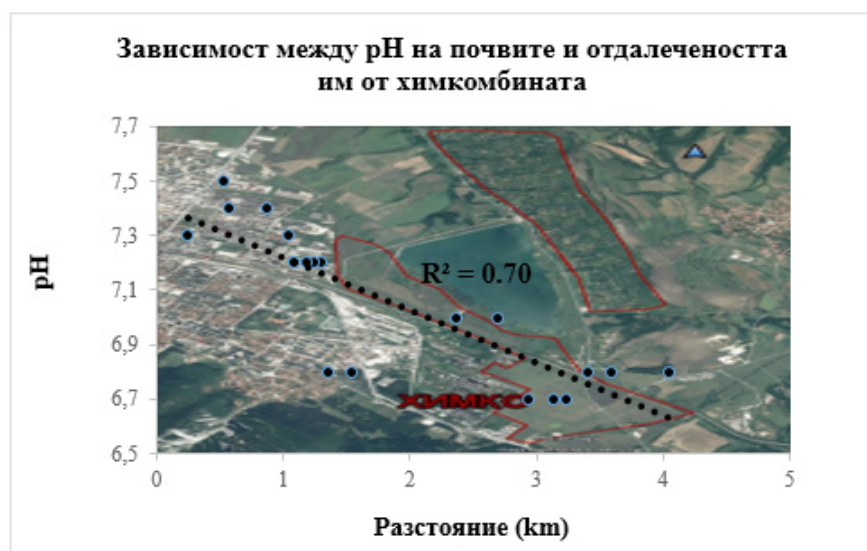 Зависимост между pH на почвите и отдалечеността
им от химкомбината
7,7
7,5
7,3
7,1
6,9
6,7
6,5
pH
R² = 0.70
ХИМКО
0 1 2 3 4 5
Разстояние (km)